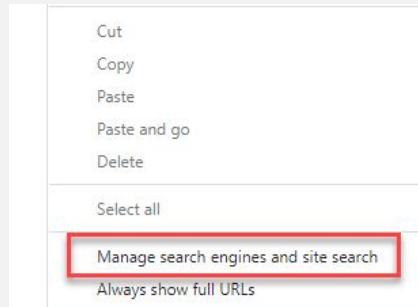 Cut
Copy
Paste
Paste and go
Delete
Select all
Manage search engines and site search
Always show full URLs